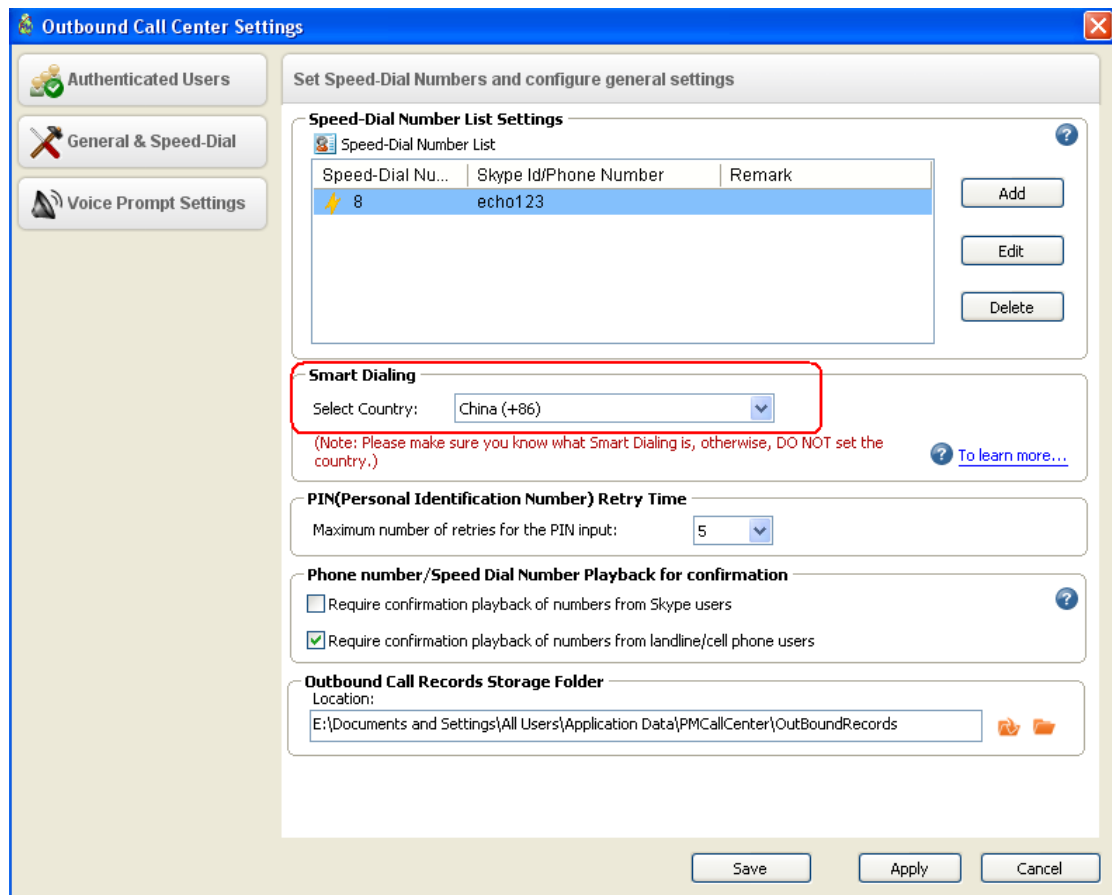 Outbound Call Center Settings
Authenticated Users
General & Speed-Dial
Voice Prompt Settings
Set Speed-Dial Numbers and configure general settings
Speed-Dial Number List Settings
Speed-Dial Number List
Speed-Dial Nu... Skype Id/Phone Number Remark
8 echo123
Add
Edit
Delete
Smart Dialing
Select Country: China (+86)
(Note: Please make sure you know what Smart Dialing is, otherwise, DO NOT set the
country.)
To learn more...
PIN(Personal Identification Number) Retry Time
Maximum number of retries for the PIN input: 5
Phone number/Speed Dial Number Playback for confirmation
Require confirmation playback of numbers from Skype users
Require confirmation playback of numbers from landline/cell phone users
Outbound Call Records Storage Folder
Location:
E:\Documents and Settings\All Users\Application Data\PMCallCenter\OutBoundRecords
Save Apply Cancel